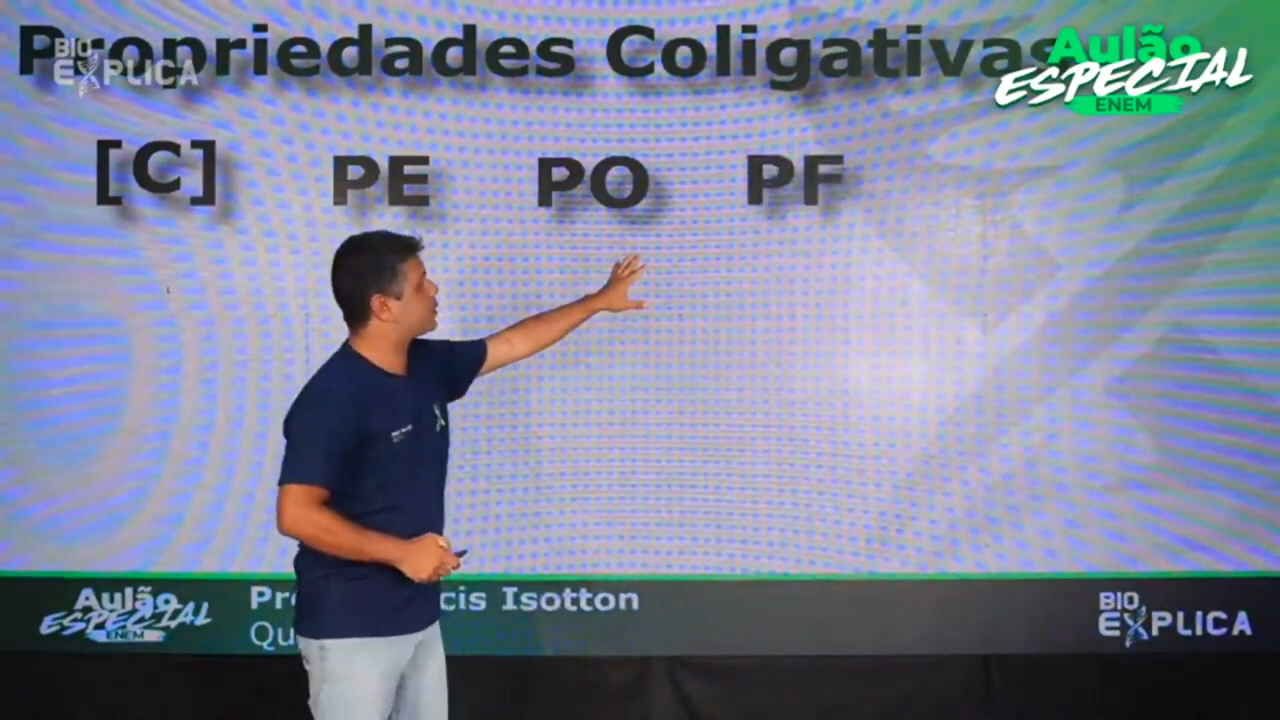 Propriedades Coligativas
BIO
EXPLICA
Aulão
ESPECIAL
ENEM
[C] PE PO PF
Aulão
ESPECIAL
ENEM
cis Isotton
BIO
EXPLICA